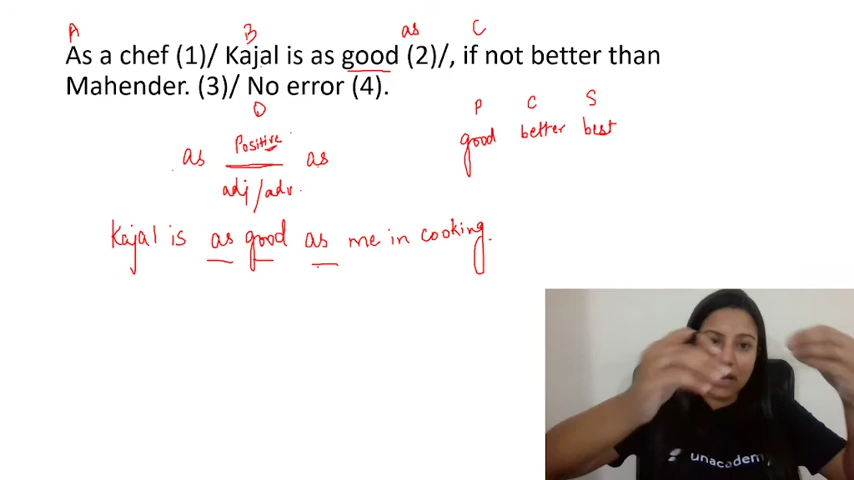 A B as C
As a chef (1)/ Kajal is as good (2)/, if not better than
Mahender. (3)/ No error (4).
D
P C S
good better best
as Positive as
adj/adv.
Kajal is as good as me in cooking.
unacademy